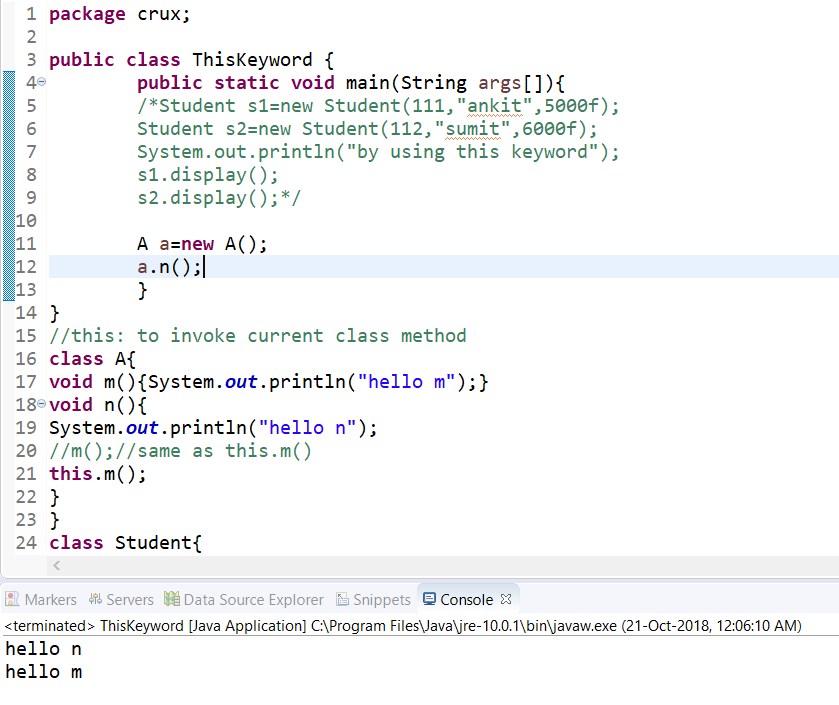 1 package crux;
2
3 public class ThisKeyword {
4 public static void main(String args[]){
5 /*Student s1=new Student(111,"ankit",5000f);
6 Student s2=new Student(112,"sumit",6000f);
7 System.out.println("by using this keyword");
8 s1.display();
9 s2.display();*/
10
11 A a=new A();
12 a.n();
13 }
14 }
15 //this: to invoke current class method
16 class A{
17 void m(){System.out.println("hello m");}
18 void n(){
19 System.out.println("hello n");
20 //m();//same as this.m()
21 this.m();
22 }
23 }
24 class Student{
Markers Servers Data Source Explorer Snippets Console
<terminated> ThisKeyword [Java Application] C:\Program Files\Java\jre-10.0.1\bin\javaw.exe (21-Oct-2018, 12:06:10 AM)
hello n
hello m